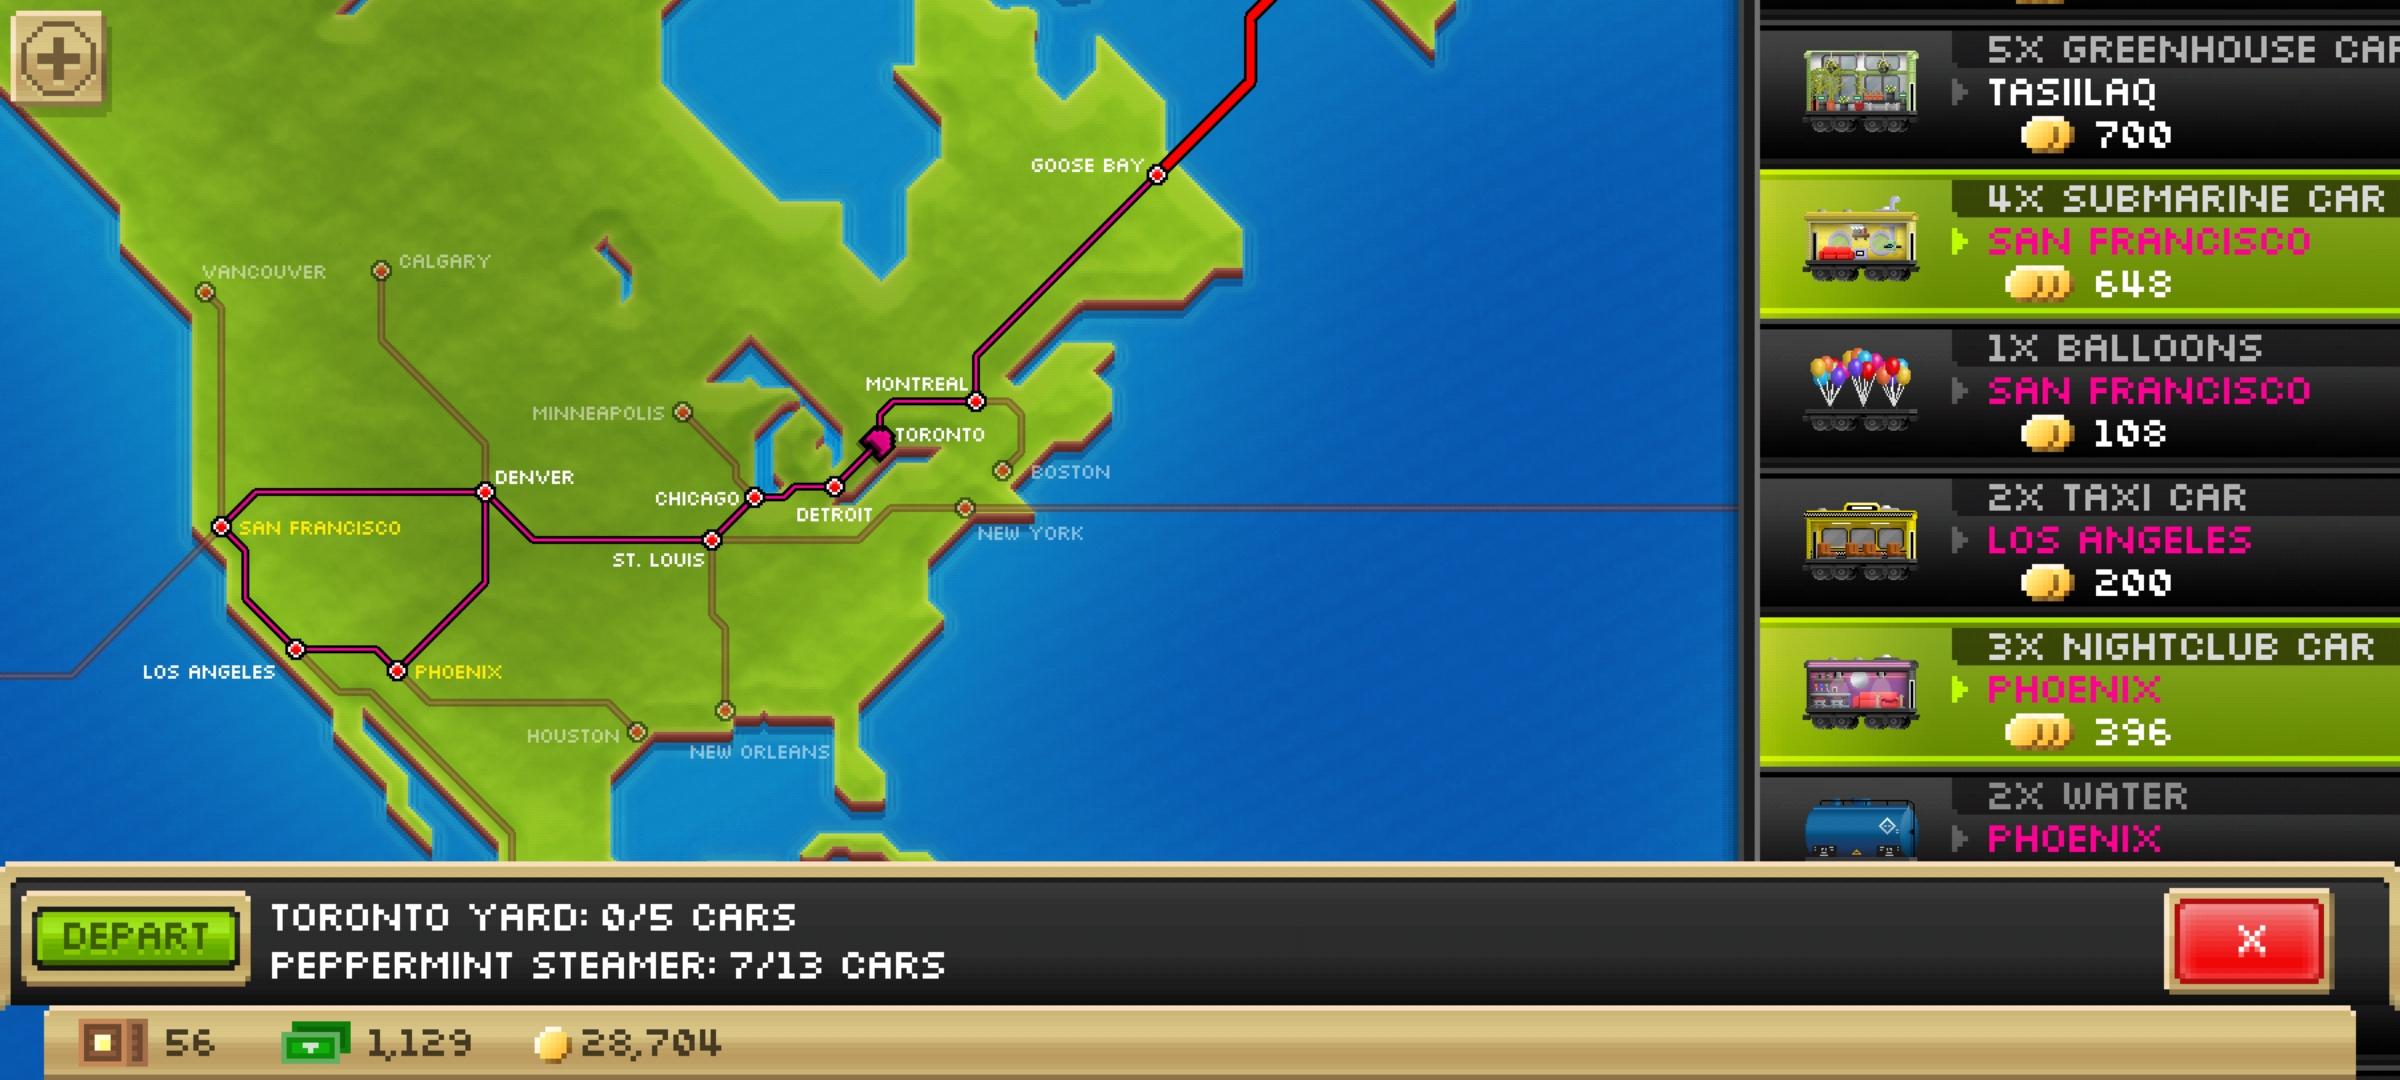 GOOSE BAY
VANCOUVER
CALGARY
MONTREAL
MINNEAPOLIS
TORONTO
BOSTON
DENVER
CHICAGO
DETROIT
SAN FRANCISCO
NEW YORK
ST. LOUIS
LOS ANGELES
PHOENIX
HOUSTON
NEW ORLEANS
5X GREENHOUSE CAR
TASIILAQ
700
4X SUBMARINE CAR
SAN FRANCISCO
648
1X BALLOONS
SAN FRANCISCO
108
2X TAXI CAR
LOS ANGELES
200
3X NIGHTCLUB CAR
PHOENIX
396
2X WATER
PHOENIX
DEPART
TORONTO YARD: 0/5 CARS
PEPPERMINT STEAMER: 7/13 CARS
X
56
1,129
28,704